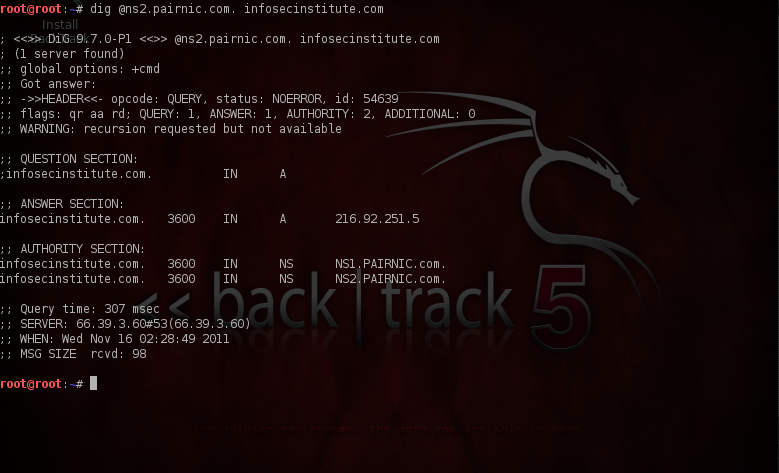 root@root:~# dig @ns2.pairnic.com. infosecinstitute.com
Install
; <<>> DiG 9.7.0-P1 <<>> @ns2.pairnic.com. infosecinstitute.com
; (1 server found)
;; global options: +cmd
;; Got answer:
;; ->>HEADER<<- opcode: QUERY, status: NOERROR, id: 54639
;; flags: qr aa rd; QUERY: 1, ANSWER: 1, AUTHORITY: 2, ADDITIONAL: 0
;; WARNING: recursion requested but not available
;; QUESTION SECTION:
;infosecinstitute.com. IN A
;; ANSWER SECTION:
infosecinstitute.com. 3600 IN A 216.92.251.5
;; AUTHORITY SECTION:
infosecinstitute.com. 3600 IN NS NS1.PAIRNIC.com.
infosecinstitute.com. 3600 IN NS NS2.PAIRNIC.com.
<< back | track 5
;; Query time: 307 msec
;; SERVER: 66.39.3.60#53(66.39.3.60)
;; WHEN: Wed Nov 16 02:28:49 2011
;; MSG SIZE rcvd: 98
root@root:~#